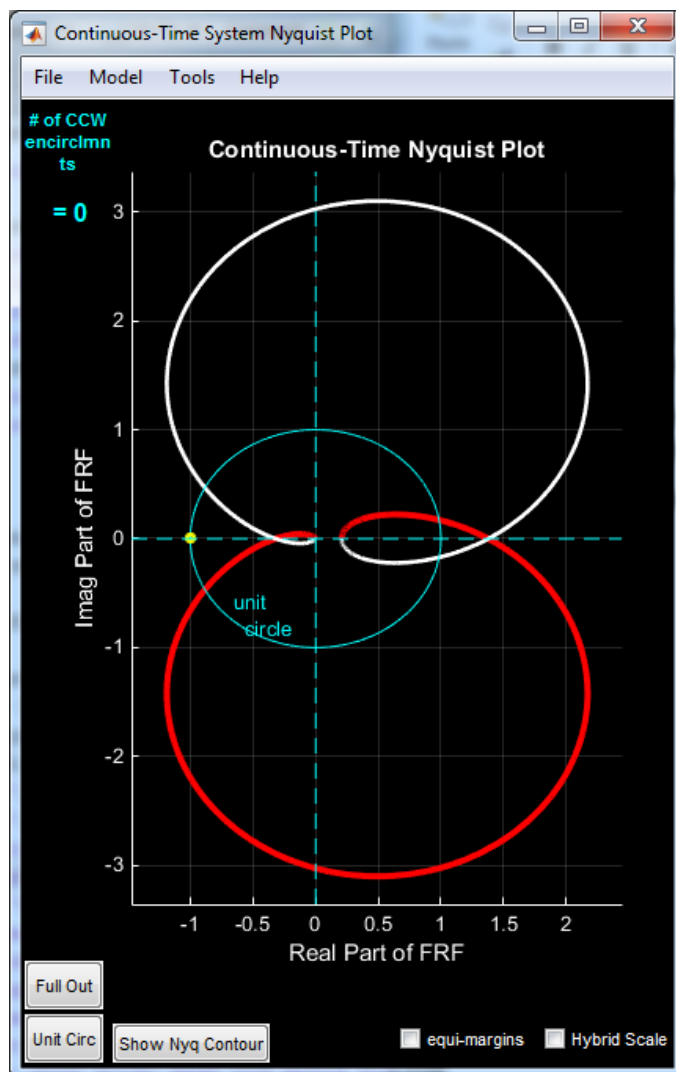 Continuous-Time System Nyquist Plot
File Model Tools Help
# of CCW
encirclmn
ts
= 0
Continuous-Time Nyquist Plot
3
2
1
0
-1
-2
-3
Imag Part of FRF
unit
circle
-1 -0.5 0 0.5 1 1.5 2
Real Part of FRF
Full Out
Unit Circ
Show Nyq Contour
equi-margins
Hybrid Scale